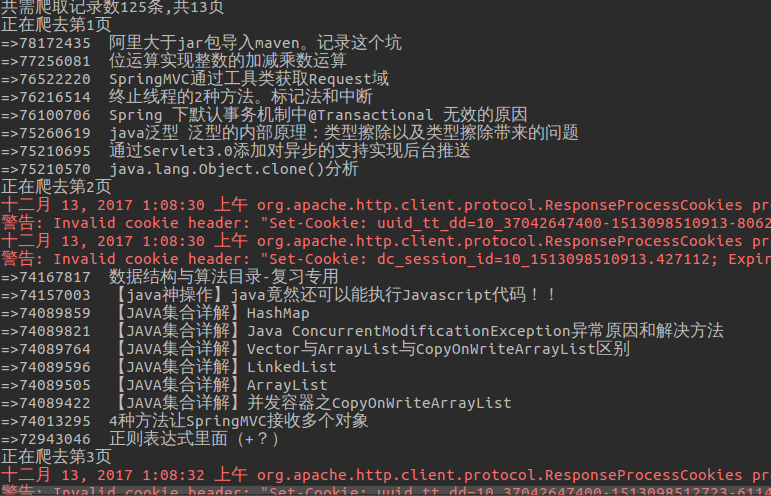 共需爬取记录数125条,共13页
正在爬去第1页
=>78172435  阿里大于jar包导入maven。记录这个坑
=>77256081  位运算实现整数的加减乘数运算
=>76522220  SpringMVC通过工具类获取Request域
=>76216514  终止线程的2种方法。标记法和中断
=>76100706  Spring 下默认事务机制中@Transactional 无效的原因
=>75260619  java泛型 泛型的内部原理：类型擦除以及类型擦除带来的问题
=>75210695  通过Servlet3.0添加对异步的支持实现后台推送
=>75210570  java.lang.Object.clone()分析
正在爬去第2页
十二月 13, 2017 1:08:30 上午 org.apache.http.client.protocol.ResponseProcessCookies pr
警告: Invalid cookie header: "Set-Cookie: uuid_tt_dd=10_37042647400-1513098510913-8062
十二月 13, 2017 1:08:30 上午 org.apache.http.client.protocol.ResponseProcessCookies pr
警告: Invalid cookie header: "Set-Cookie: dc_session_id=10_1513098510913.427112; Expir
=>74167817  数据结构与算法目录-复习专用
=>74157003  【java神操作】java竟然还可以能执行Javascript代码！！
=>74089859  【JAVA集合详解】HashMap
=>74089821  【JAVA集合详解】Java ConcurrentModificationException异常原因和解决方法
=>74089764  【JAVA集合详解】Vector与ArrayList与CopyOnWriteArrayList区别
=>74089596  【JAVA集合详解】LinkedList
=>74089505  【JAVA集合详解】ArrayList
=>74089422  【JAVA集合详解】并发容器之CopyOnWriteArrayList
=>74013295  4种方法让SpringMVC接收多个对象
=>72943046  正则表达式里面（+？）
正在爬去第3页
十二月 13, 2017 1:08:32 上午 org.apache.http.client.protocol.ResponseProcessCookies pr
警告: Invalid cookie header: "Set-Cookie: uuid_tt_dd=10_37042647400-1513098512723-6114